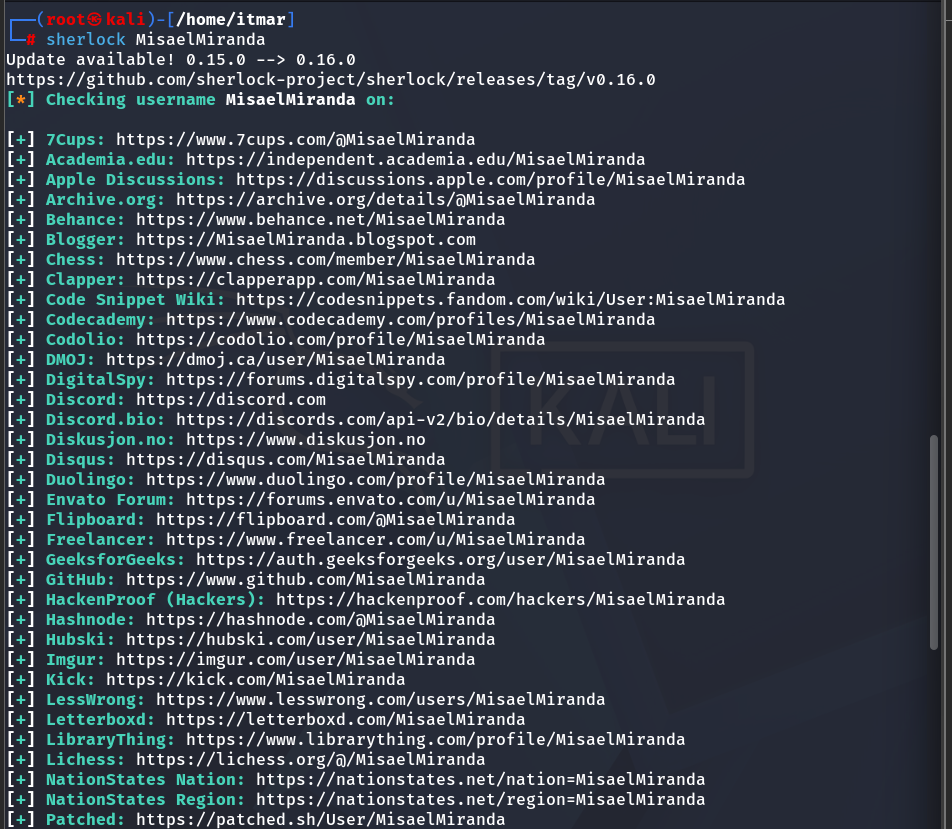 ┌──(root㉿kali)-[/home/itmar]
└─# sherlock MisaelMiranda
Update available! 0.15.0 --> 0.16.0
https://github.com/sherlock-project/sherlock/releases/tag/v0.16.0
[*] Checking username MisaelMiranda on:
[+] 7Cups: https://www.7cups.com/@MisaelMiranda
[+] Academia.edu: https://independent.academia.edu/MisaelMiranda
[+] Apple Discussions: https://discussions.apple.com/profile/MisaelMiranda
[+] Archive.org: https://archive.org/details/@MisaelMiranda
[+] Behance: https://www.behance.net/MisaelMiranda
[+] Blogger: https://MisaelMiranda.blogspot.com
[+] Chess: https://www.chess.com/member/MisaelMiranda
[+] Clapper: https://clapperapp.com/MisaelMiranda
[+] Code Snippet Wiki: https://codesnippets.fandom.com/wiki/User:MisaelMiranda
[+] Codecademy: https://www.codecademy.com/profiles/MisaelMiranda
[+] Codolio: https://codolio.com/profile/MisaelMiranda
[+] DMOJ: https://dmoj.ca/user/MisaelMiranda
[+] DigitalSpy: https://forums.digitalspy.com/profile/MisaelMiranda
[+] Discord: https://discord.com
[+] Discord.bio: https://discords.com/api-v2/bio/details/MisaelMiranda
[+] Diskusjon.no: https://www.diskusjon.no
[+] Disqus: https://disqus.com/MisaelMiranda
[+] Duolingo: https://www.duolingo.com/profile/MisaelMiranda
[+] Envato Forum: https://forums.envato.com/u/MisaelMiranda
[+] Flipboard: https://flipboard.com/@MisaelMiranda
[+] Freelancer: https://www.freelancer.com/u/MisaelMiranda
[+] GeeksforGeeks: https://auth.geeksforgeeks.org/user/MisaelMiranda
[+] GitHub: https://www.github.com/MisaelMiranda
[+] HackenProof (Hackers): https://hackenproof.com/hackers/MisaelMiranda
[+] Hashnode: https://hashnode.com/@MisaelMiranda
[+] Hubski: https://hubski.com/user/MisaelMiranda
[+] Imgur: https://imgur.com/user/MisaelMiranda
[+] Kick: https://kick.com/MisaelMiranda
[+] LessWrong: https://www.lesswrong.com/users/MisaelMiranda
[+] Letterboxd: https://letterboxd.com/MisaelMiranda
[+] LibraryThing: https://www.librarything.com/profile/MisaelMiranda
[+] Lichess: https://lichess.org/@/MisaelMiranda
[+] NationStates Nation: https://nationstates.net/nation=MisaelMiranda
[+] NationStates Region: https://nationstates.net/region=MisaelMiranda
[+] Patched: https://patched.sh/User/MisaelMiranda
KALI